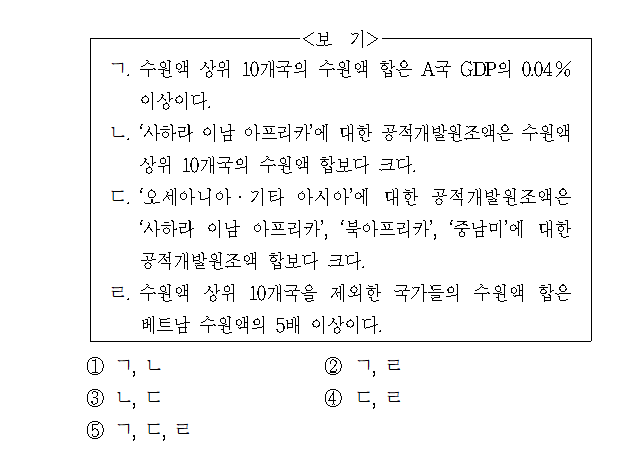 <보 기>
ㄱ. 수원액 상위 10개국의 수원액 합은 A국 GDP의 0.04%
이상이다.
ㄴ. ‘사하라 이남 아프리카’에 대한 공적개발원조액은 수원액
상위 10개국의 수원액 합보다 크다.
ㄷ. ‘오세아니아·기타 아시아’에 대한 공적개발원조액은
‘사하라 이남 아프리카’, ‘북아프리카’, ‘중남미’에 대한
공적개발원조액 합보다 크다.
ㄹ. 수원액 상위 10개국을 제외한 국가들의 수원액 합은
베트남 수원액의 5배 이상이다.
① ㄱ, ㄴ ② ㄱ, ㄹ
③ ㄴ, ㄷ ④ ㄷ, ㄹ
⑤ ㄱ, ㄷ, ㄹ